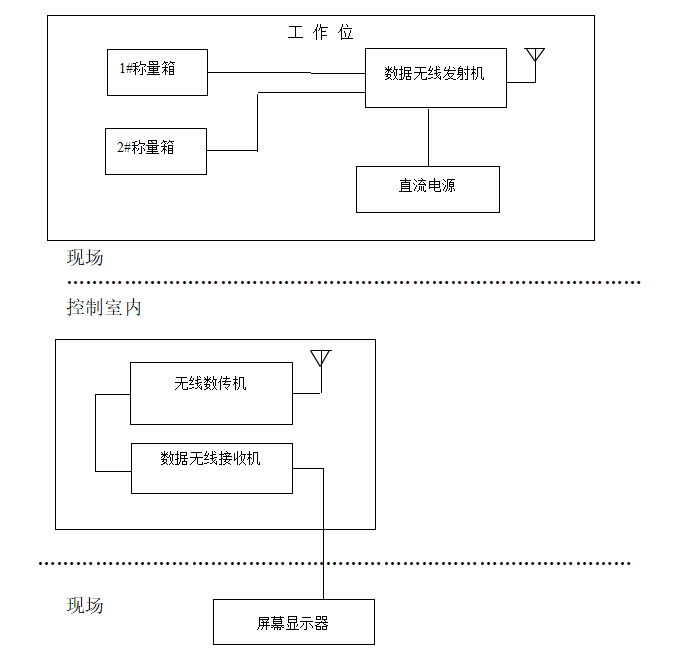 工 作 位
1#称量箱
数据无线发射机
2#称量箱
直流电源
现场
控制室内
无线数传机
数据无线接收机
现场
屏幕显示器